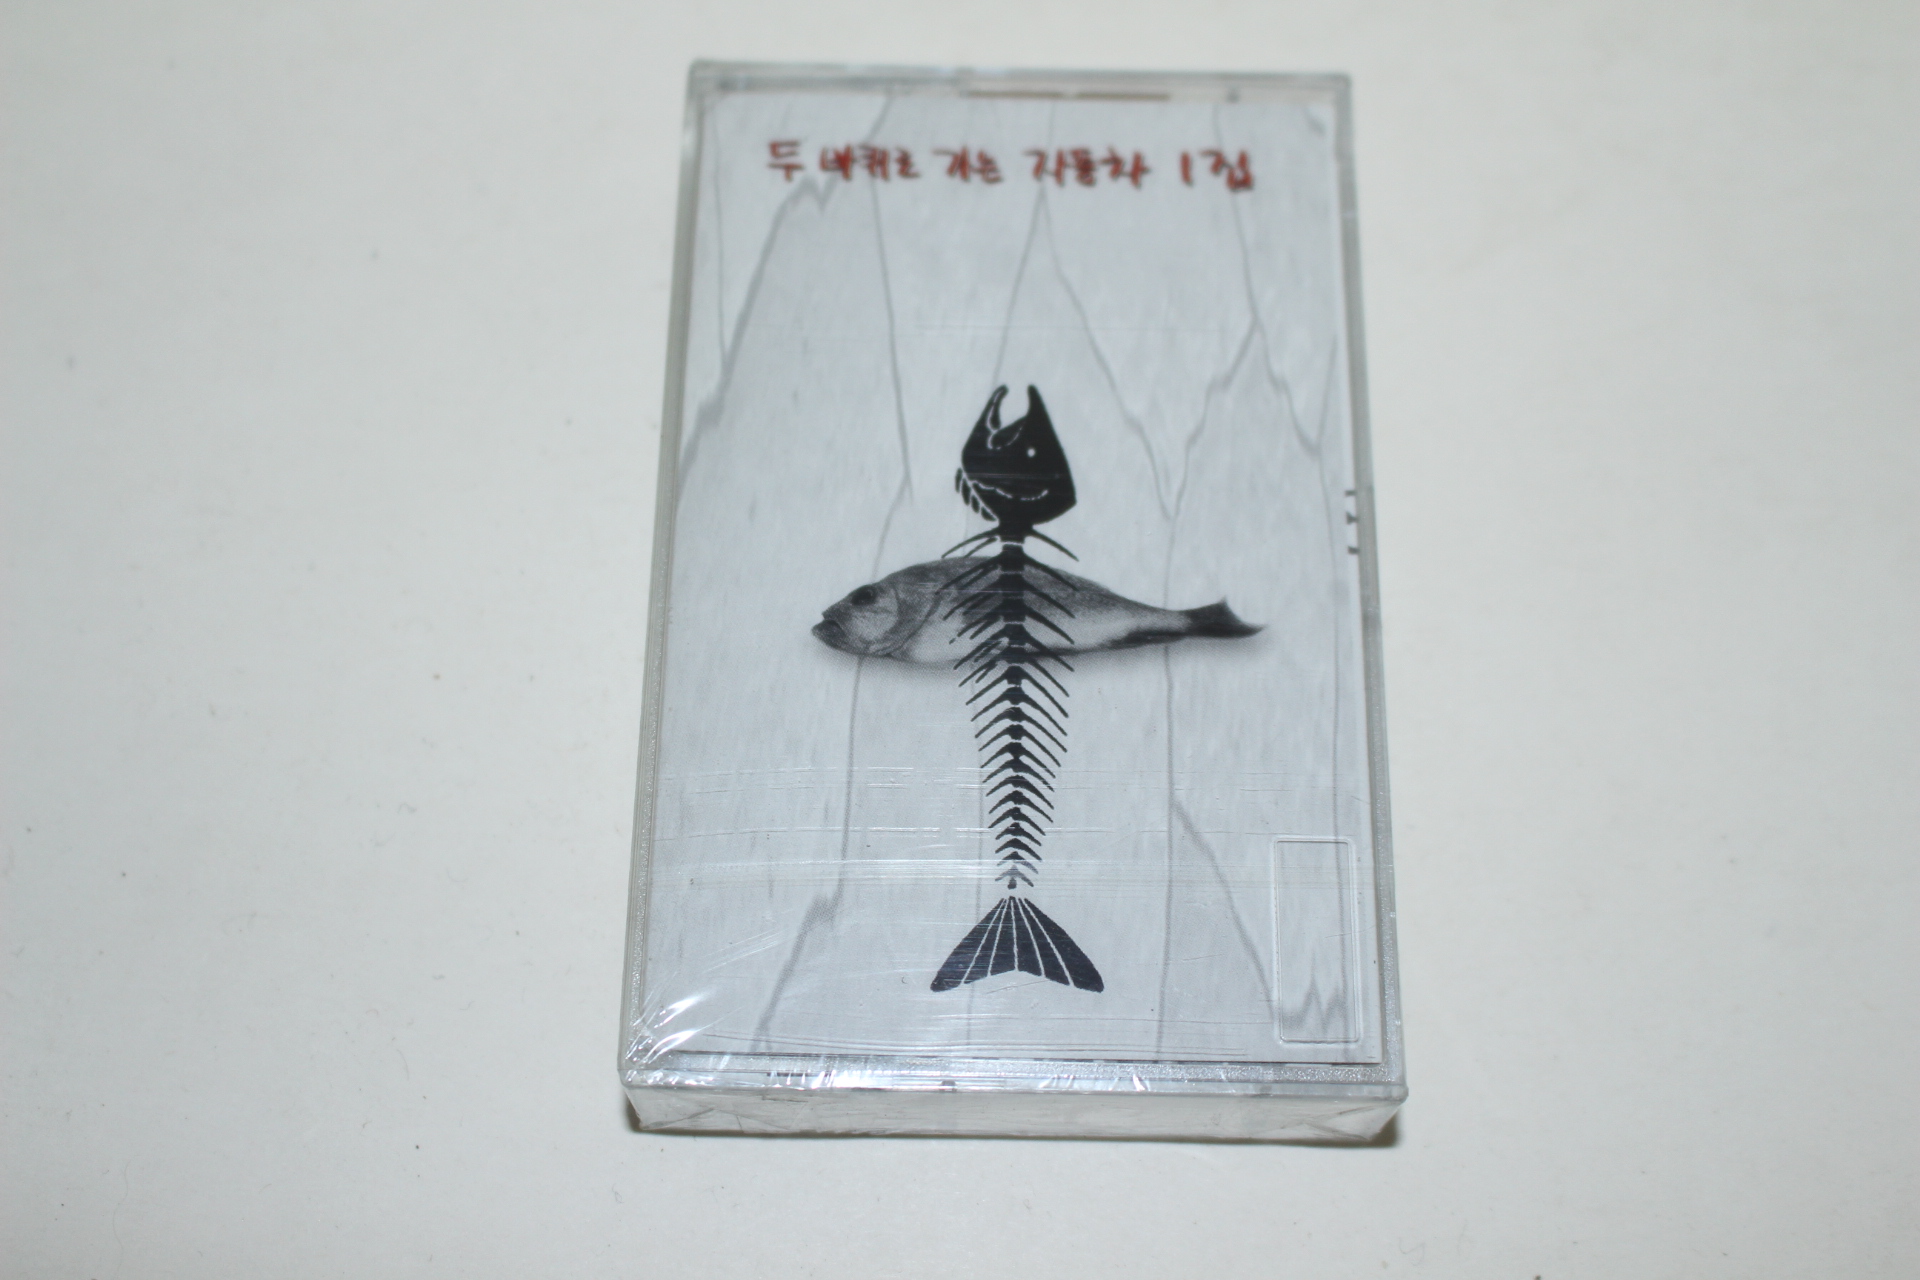 두 바퀴로 가는 자동차 1집